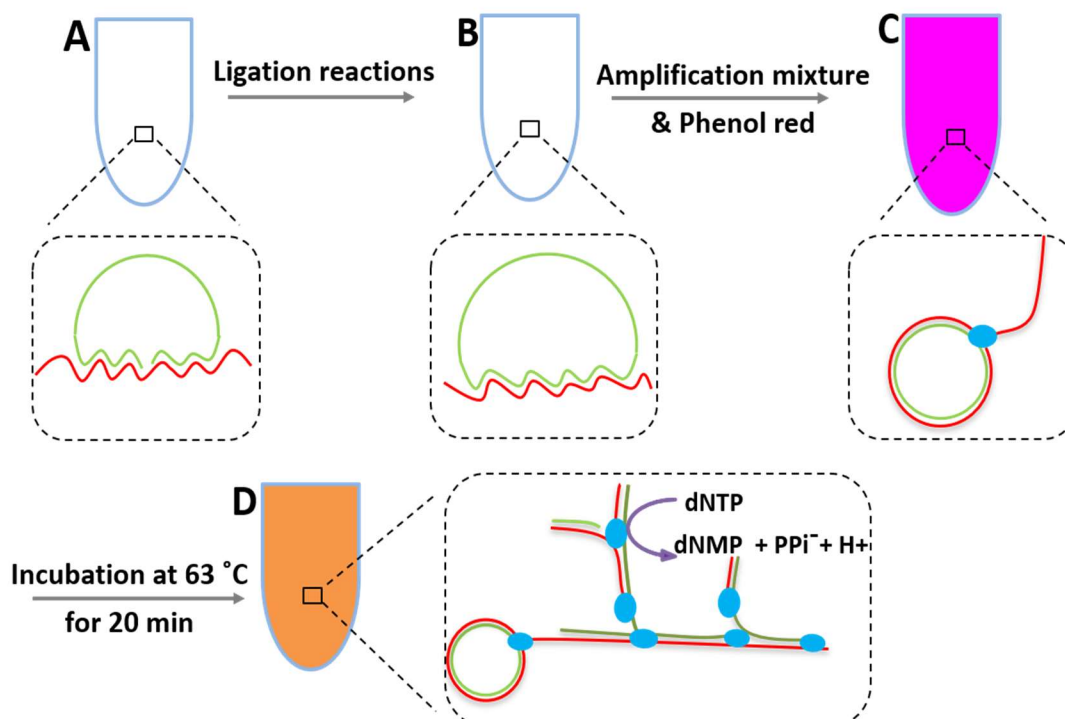 A
Ligation reactions
B
Amplification mixture
& Phenol red
C
Incubation at 63 ˚C
for 20 min
D
dNTP
dNMP + PPi⁻ + H+